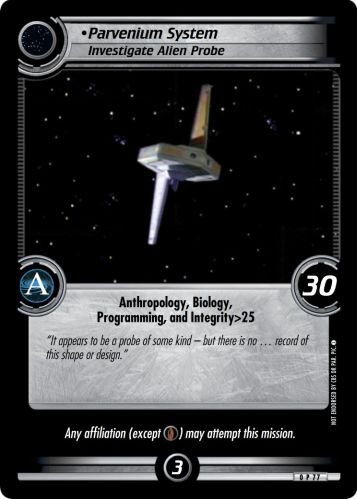 •Parvenium System
Investigate Alien Probe
A
30
Anthropology, Biology,
Programming, and Integrity>25
"It appears to be a probe of some kind – but there is no . . . record of
this shape or design."
NOT ENDORSED BY CBS OR PAR. PIC.
Any affiliation (except ) may attempt this mission.
3
0 P 77